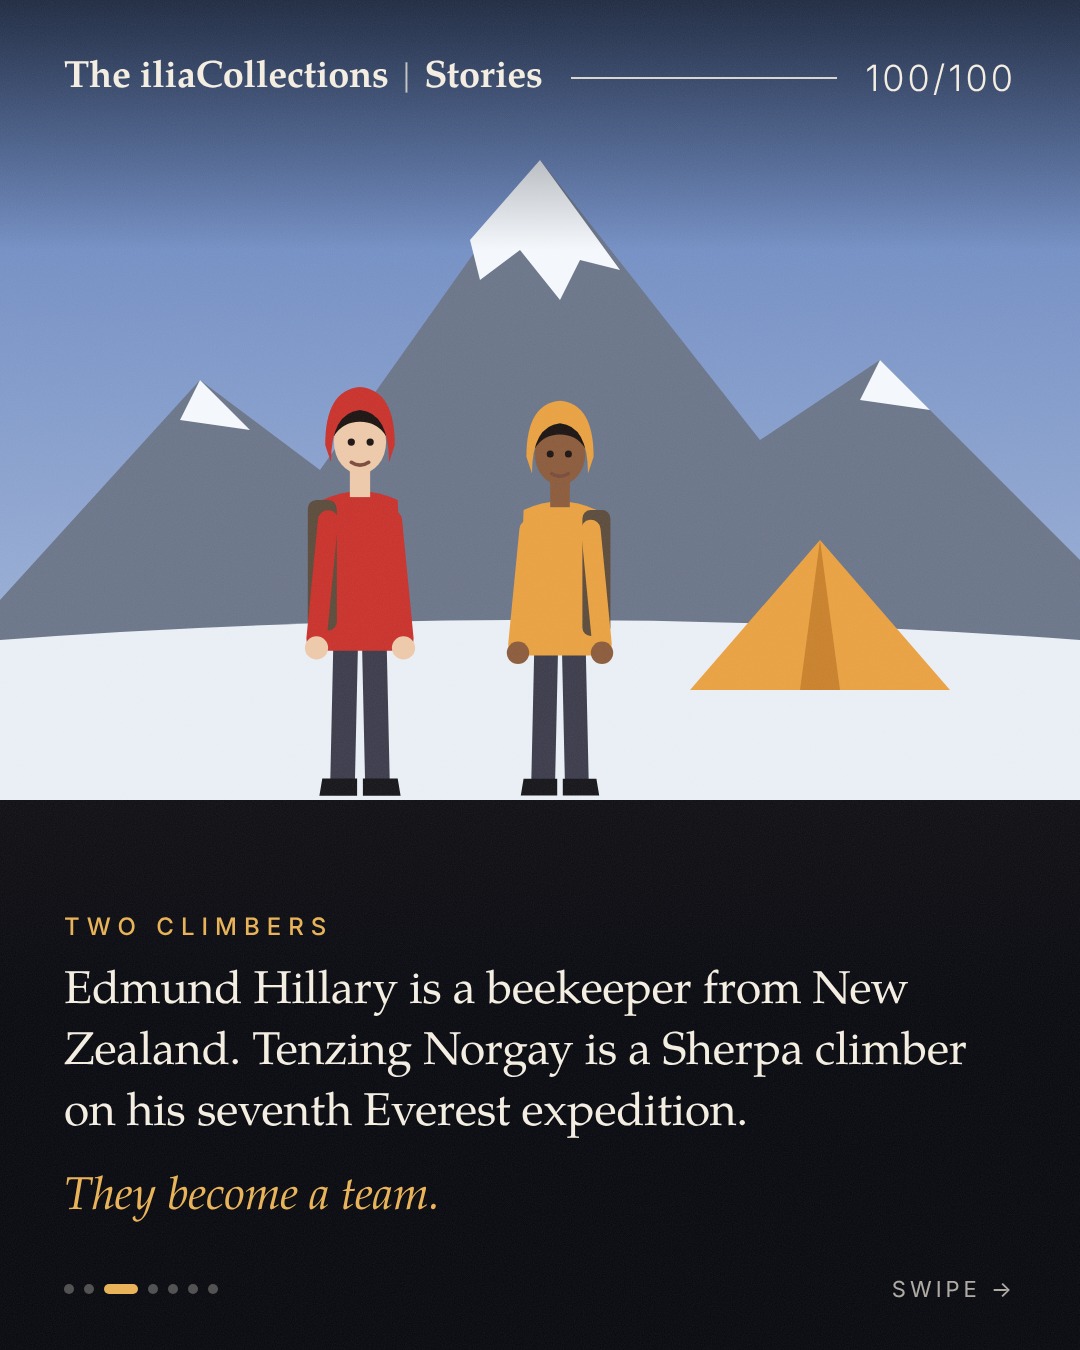 The iliaCollections | Stories 100/100
TWO CLIMBERS
Edmund Hillary is a beekeeper from New
Zealand. Tenzing Norgay is a Sherpa climber
on his seventh Everest expedition.
They become a team.
SWIPE →